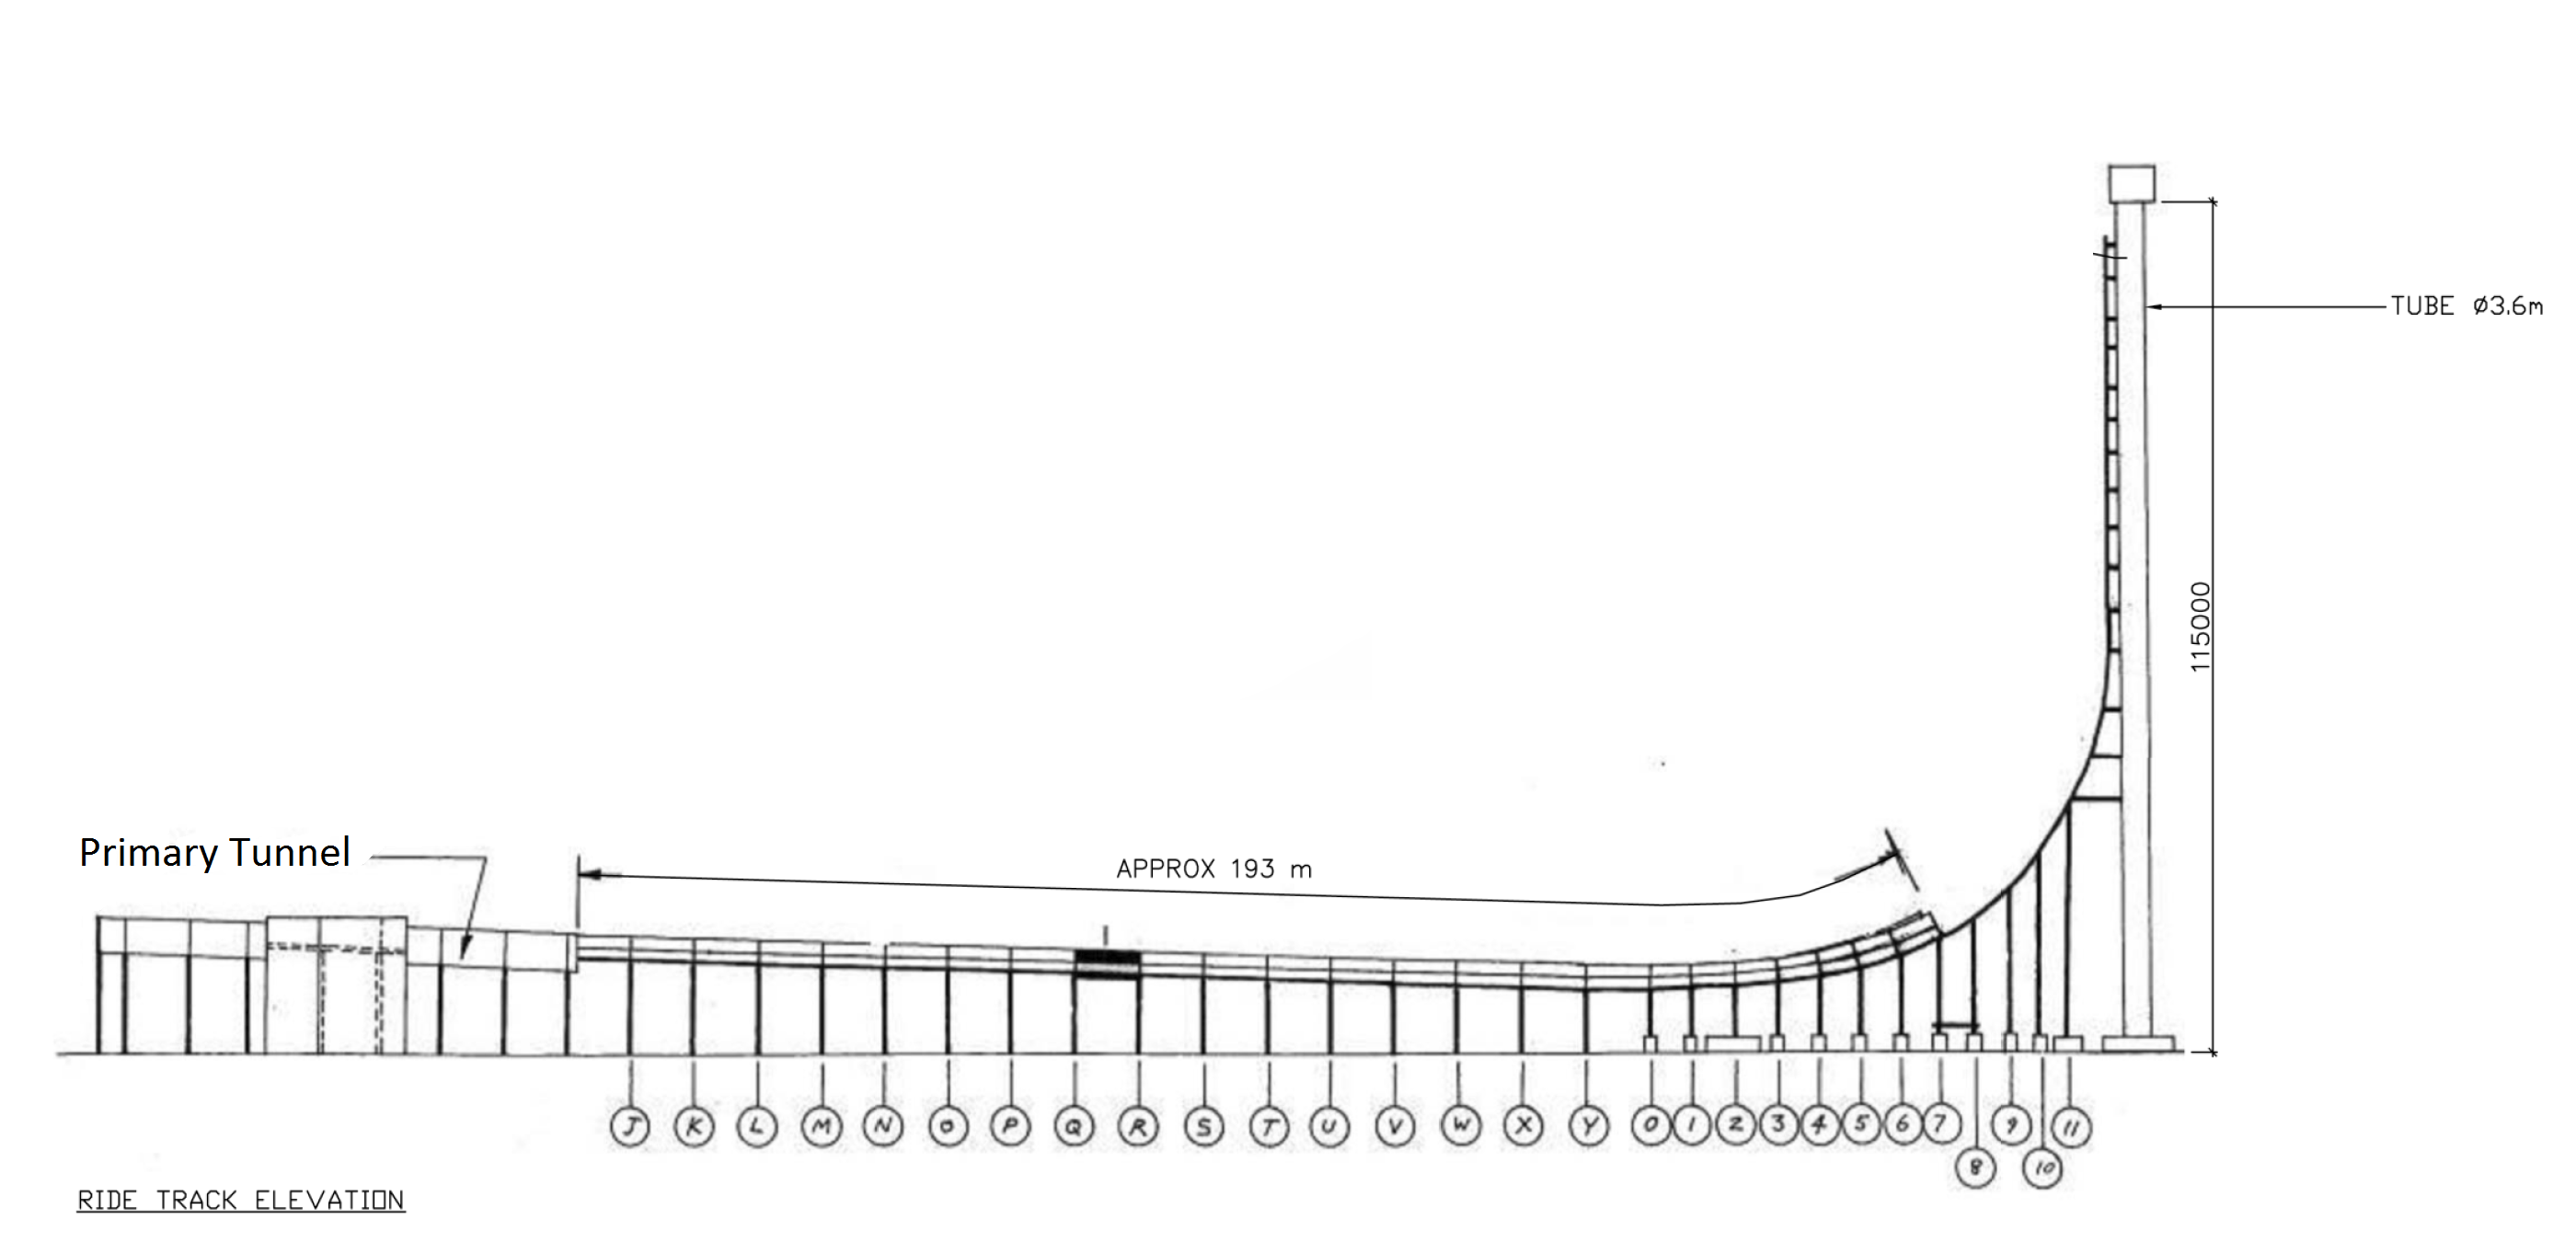 TUBE Ø3.6m
115000
Primary Tunnel
APPROX 193 m
J K L M N O P Q R S T U V W X Y 0 1 2 3 4 5 6 7 9 11
8 10
RIDE TRACK ELEVATION